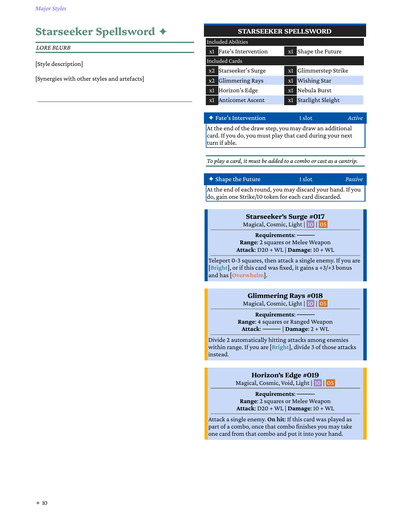 Major Styles
Starseeker Spellsword ✦
LORE BLURB
[Style description]
[Synergies with other styles and artefacts]
STARSEEKER SPELLSWORD
Included Abilities
x1 Fate's Intervention x1 Shape the Future
Included Cards
x2 Starseeker's Surge x1 Glimmerstep Strike
x2 Glimmering Rays x1 Wishing Star
x1 Horizon's Edge x1 Nebula Burst
x1 Anticomet Ascent x1 Starlight Sleight
✦ Fate's Intervention 1 slot Active
At the end of the draw step, you may draw an additional
card. If you do, you must play that card during your next
turn if able.
To play a card, it must be added to a combo or cast as a cantrip.
✦ Shape the Future 1 slot Passive
At the end of each round, you may discard your hand. If you
do, gain one Strike/IO token for each card discarded.
Starseeker's Surge #017
Magical, Cosmic, Light | IO | OS
Requirements: ———
Range: 2 squares or Melee Weapon
Attack: D20 + WL | Damage: 10 + WL
Teleport 0-3 squares, then attack a single enemy. If you are
[Bright], or if this card was fixed, it gains a +3/+3 bonus
and has [Overwhelm].
Glimmering Rays #018
Magical, Cosmic, Light | IO | OS
Requirements: ———
Range: 4 squares or Ranged Weapon
Attack: ——— | Damage: 2 + WL
Divide 2 automatically hitting attacks among enemies
within range. If you are [Bright], divide 3 of those attacks
instead.
Horizon's Edge #019
Magical, Cosmic, Void, Light | IO | OS
Requirements: ———
Range: 2 squares or Melee Weapon
Attack: D20 + WL | Damage: 10 + WL
Attack a single enemy. On hit: If this card was played as
part of a combo, once that combo finishes you may take
one card from that combo and put it into your hand.
✦ 10